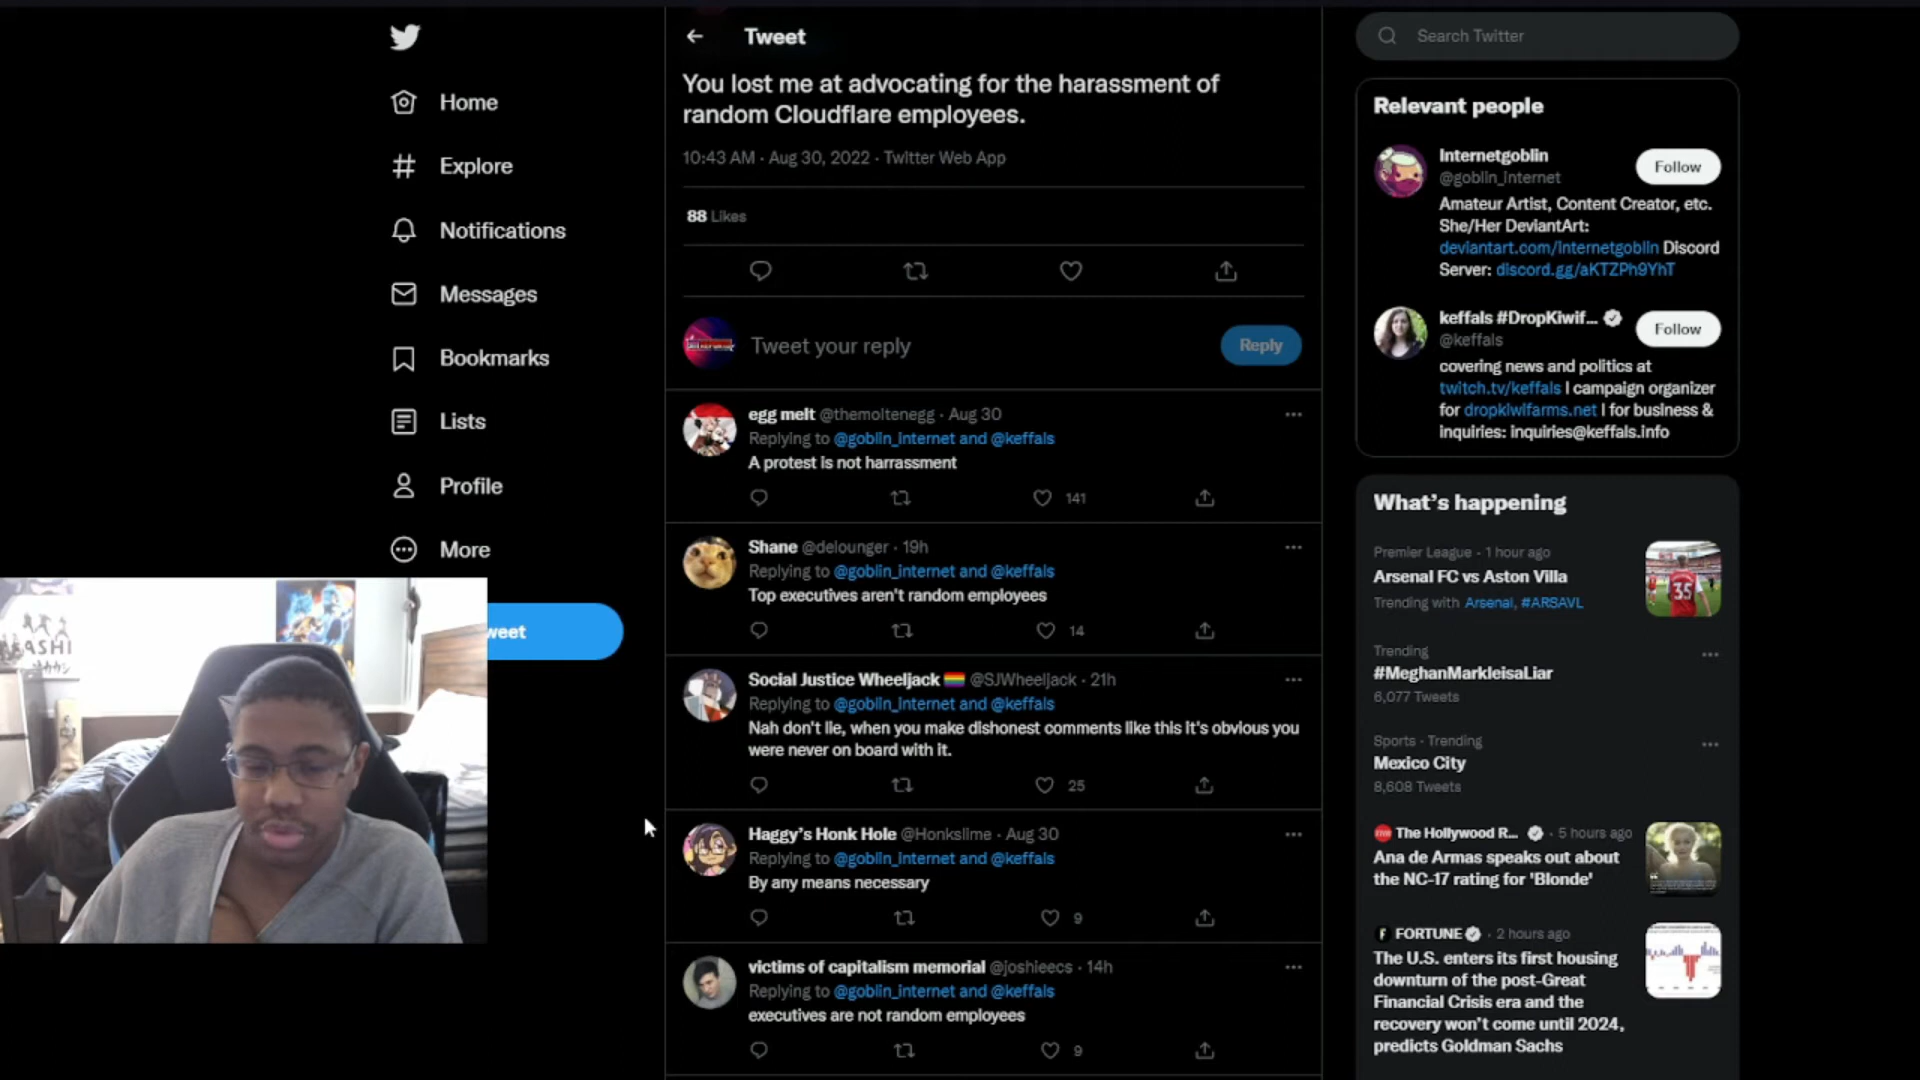 Tweet
You lost me at advocating for the harassment of
random Cloudflare employees.
10:43 AM · Aug 30, 2022 · Twitter Web App
88 Likes
Tweet your reply
Reply
Home
Explore
Notifications
Messages
Bookmarks
Lists
Profile
More
weet
egg melt @themoltenegg · Aug 30
Replying to @goblin_internet and @keffals
A protest is not harrassment
141
Shane @delounger · 19h
Replying to @goblin_internet and @keffals
Top executives aren't random employees
14
Social Justice Wheeljack 🏳️‍🌈 @SJWheeljack · 21h
Replying to @goblin_internet and @keffals
Nah don't lie, when you make dishonest comments like this it's obvious you
were never on board with it.
25
Haggy's Honk Hole @Honkslime · Aug 30
Replying to @goblin_internet and @keffals
By any means necessary
9
victims of capitalism memorial @joshieecs · 14h
Replying to @goblin_internet and @keffals
executives are not random employees
9
Search Twitter
Relevant people
Internetgoblin
@goblin_internet
Follow
Amateur Artist, Content Creator, etc.
She/Her DeviantArt:
deviantart.com/internetgoblin Discord
Server: discord.gg/aKTZPh9YhT
keffals #DropKiwif...
@keffals
Follow
covering news and politics at
twitch.tv/keffals | campaign organizer
for dropkiwifarms.net | for business &
inquiries: inquiries@keffals.info
What's happening
Premier League · 1 hour ago
Arsenal FC vs Aston Villa
Trending with Arsenal, #ARSAVL
35
Trending
#MeghanMarkleisaLiar
6,077 Tweets
Sports · Trending
Mexico City
8,608 Tweets
The Hollywood R... · 5 hours ago
Ana de Armas speaks out about
the NC-17 rating for 'Blonde'
F FORTUNE · 2 hours ago
The U.S. enters its first housing
downturn of the post-Great
Financial Crisis era and the
recovery won't come until 2024,
predicts Goldman Sachs
ASHI